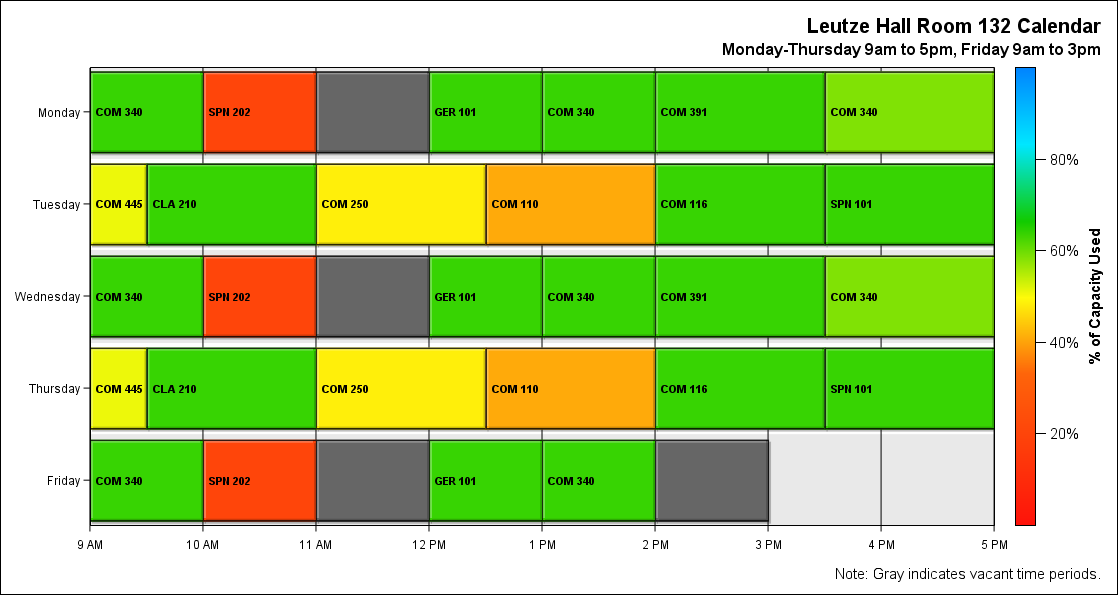 Leutze Hall Room 132 Calendar
Monday-Thursday 9am to 5pm, Friday 9am to 3pm
Monday
COM 340
SPN 202
GER 101
COM 340
COM 391
COM 340
Tuesday
COM 445
CLA 210
COM 250
COM 110
COM 116
SPN 101
Wednesday
COM 340
SPN 202
GER 101
COM 340
COM 391
COM 340
Thursday
COM 445
CLA 210
COM 250
COM 110
COM 116
SPN 101
Friday
COM 340
SPN 202
GER 101
COM 340
9 AM
10 AM
11 AM
12 PM
1 PM
2 PM
3 PM
4 PM
5 PM
80%
60%
40%
20%
% of Capacity Used
Note: Gray indicates vacant time periods.